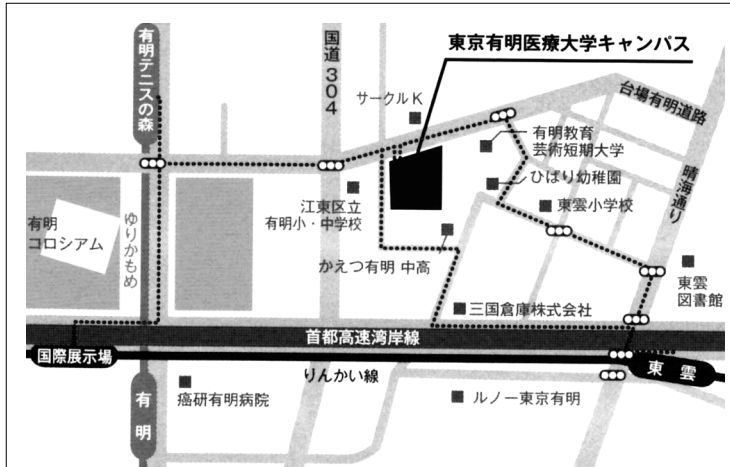 東京有明医療大学キャンパス
有明テニスの森
国道304
サークルK
台場有明道路
有明教育
芸術短期大学
ひばり幼稚園
晴海通り
江東区立
有明小・中学校
東雲小学校
有明
コロシアム
ゆりかもめ
かえつ有明 中高
東雲
図書館
三国倉庫株式会社
首都高速湾岸線
国際展示場
りんかい線
東雲
有明
癌研有明病院
ルノー東京有明